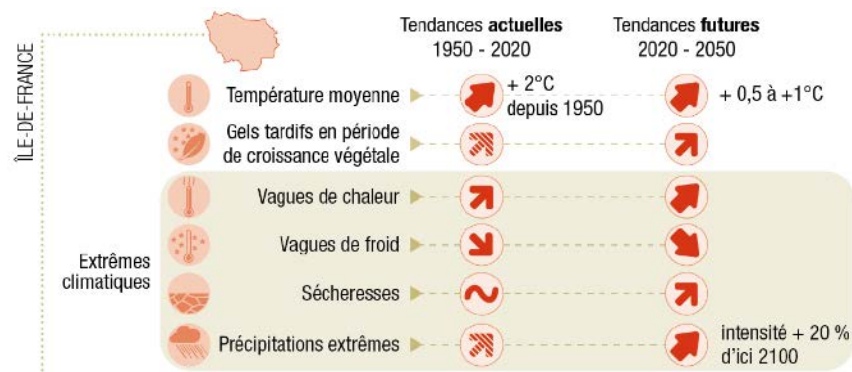 Tendances actuelles
1950 - 2020
Tendances futures
2020 - 2050
ÎLE-DE-FRANCE
Température moyenne
+ 2°C
depuis 1950
+ 0,5 à +1°C
Gels tardifs en période
de croissance végétale
Extrêmes
climatiques
Vagues de chaleur
Vagues de froid
Sécheresses
Précipitations extrêmes
intensité + 20 %
d'ici 2100